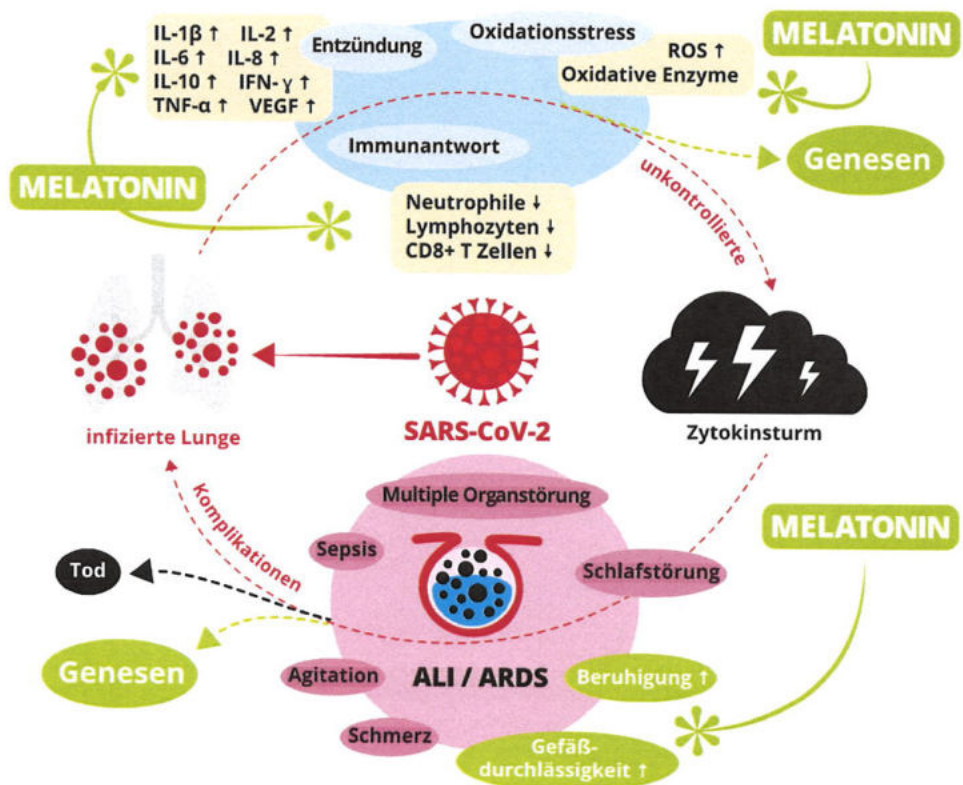 IL-1β ↑ IL-2 ↑
IL-6 ↑ IL-8 ↑
IL-10 ↑ IFN-γ ↑
TNF-α ↑ VEGF ↑
Entzündung
Oxidationsstress
ROS ↑
Oxidative Enzyme
MELATONIN
Immunantwort
Genesen
MELATONIN
Neutrophile ↓
Lymphozyten ↓
CD8+ T Zellen ↓
unkontrollierte
infizierte Lunge
SARS-CoV-2
Zytokinsturm
Komplikationen
Multiple Organstörung
MELATONIN
Sepsis
Tod
Schlafstörung
Genesen
Agitation
ALI / ARDS
Beruhigung ↑
Schmerz
Gefäß-
durchlässigkeit ↑